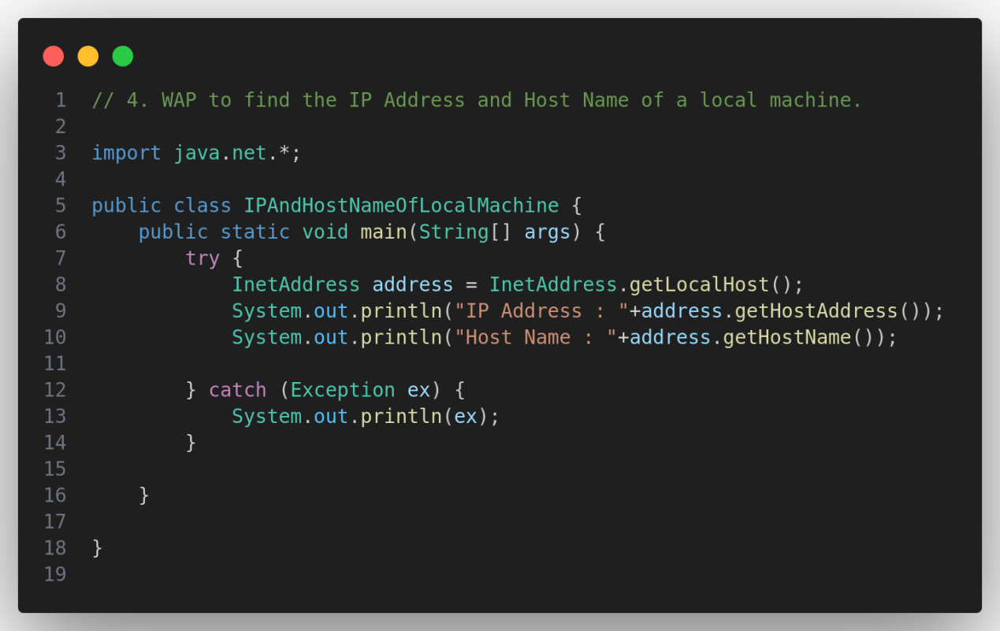 1 // 4. WAP to find the IP Address and Host Name of a local machine.
2
3 import java.net.*;
4
5 public class IPAndHostNameOfLocalMachine {
6     public static void main(String[] args) {
7         try {
8             InetAddress address = InetAddress.getLocalHost();
9             System.out.println("IP Address : "+address.getHostAddress());
10             System.out.println("Host Name : "+address.getHostName());
11
12         } catch (Exception ex) {
13             System.out.println(ex);
14         }
15
16     }
17
18 }
19